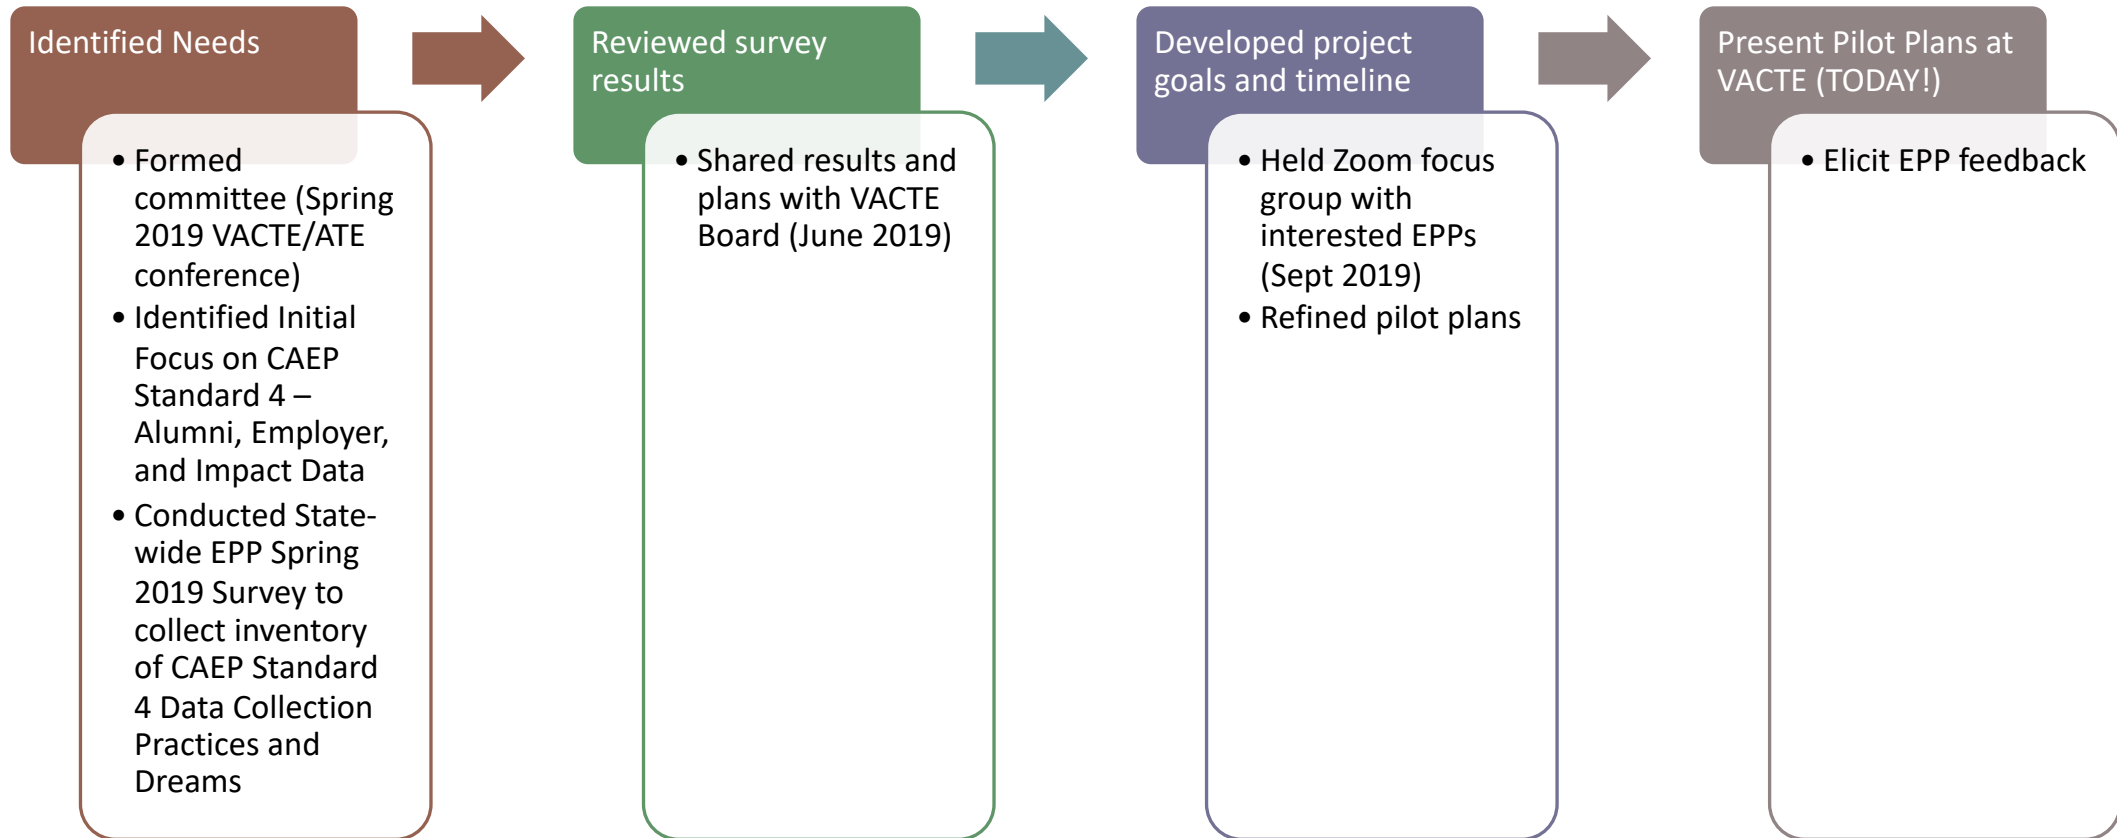 Identified Needs
• Formed
committee (Spring
2019 VACTE/ATE
conference)
• Identified Initial
Focus on CAEP
Standard 4 –
Alumni, Employer,
and Impact Data
• Conducted State-
wide EPP Spring
2019 Survey to
collect inventory
of CAEP Standard
4 Data Collection
Practices and
Dreams
Reviewed survey
results
• Shared results and
plans with VACTE
Board (June 2019)
Developed project
goals and timeline
• Held Zoom focus
group with
interested EPPs
(Sept 2019)
• Refined pilot plans
Present Pilot Plans at
VACTE (TODAY!)
• Elicit EPP feedback